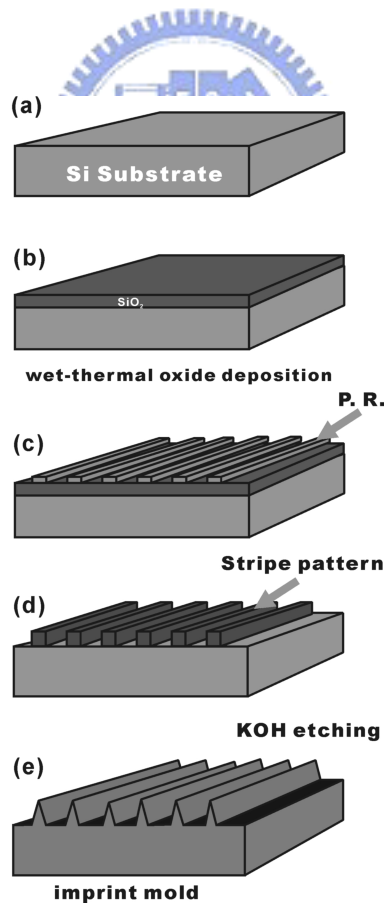 (a)
Si Substrate
(b)
SiO₂
wet-thermal oxide deposition
P. R.
(c)
Stripe pattern
(d)
KOH etching
(e)
imprint mold